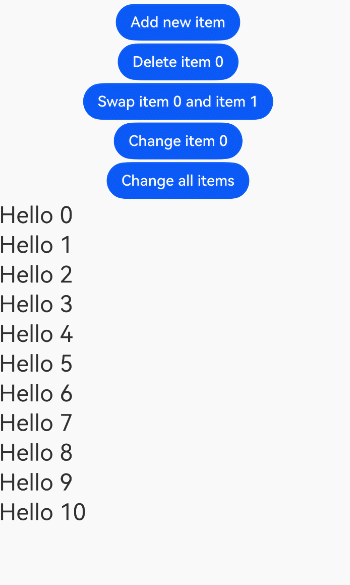 Add new item
Delete item 0
Swap item 0 and item 1
Change item 0
Change all items
Hello 0
Hello 1
Hello 2
Hello 3
Hello 4
Hello 5
Hello 6
Hello 7
Hello 8
Hello 9
Hello 10